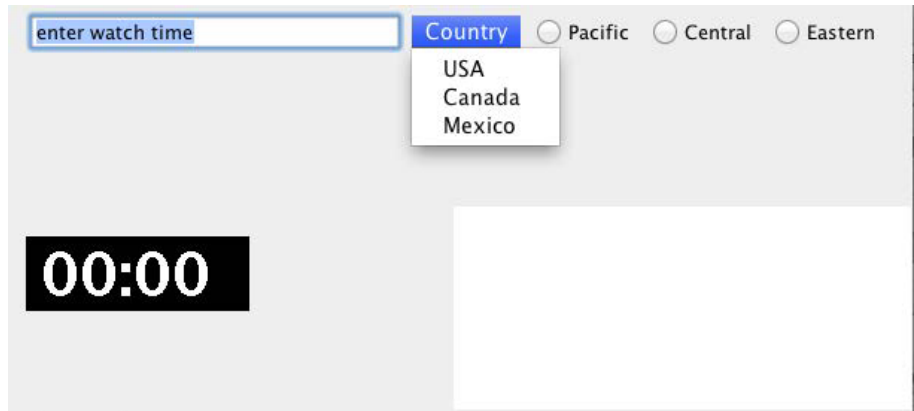 enter watch time Country Pacific Central Eastern
USA
Canada
Mexico
00:00